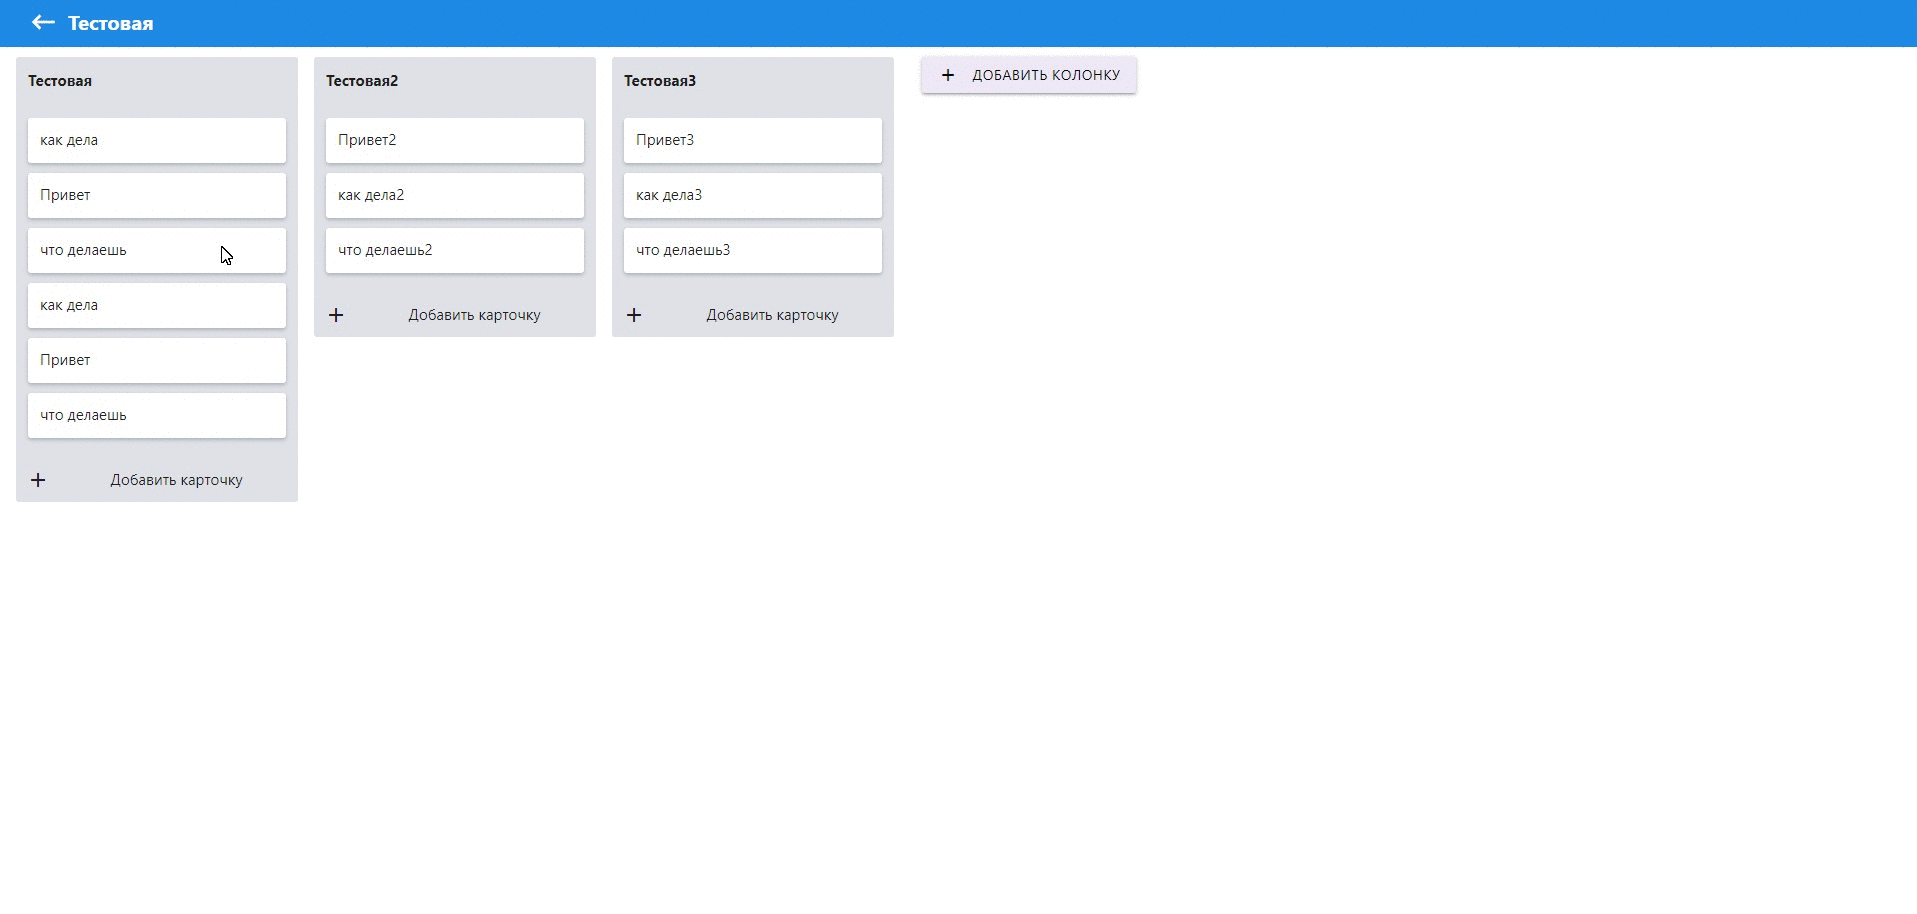 Тестовая
Тестовая
как дела
Привет
что делаешь
как дела
Привет
что делаешь
Добавить карточку
Тестовая2
Привет2
как дела2
что делаешь2
Добавить карточку
Тестовая3
Привет3
как дела3
что делаешь3
Добавить карточку
ДОБАВИТЬ КОЛОНКУ